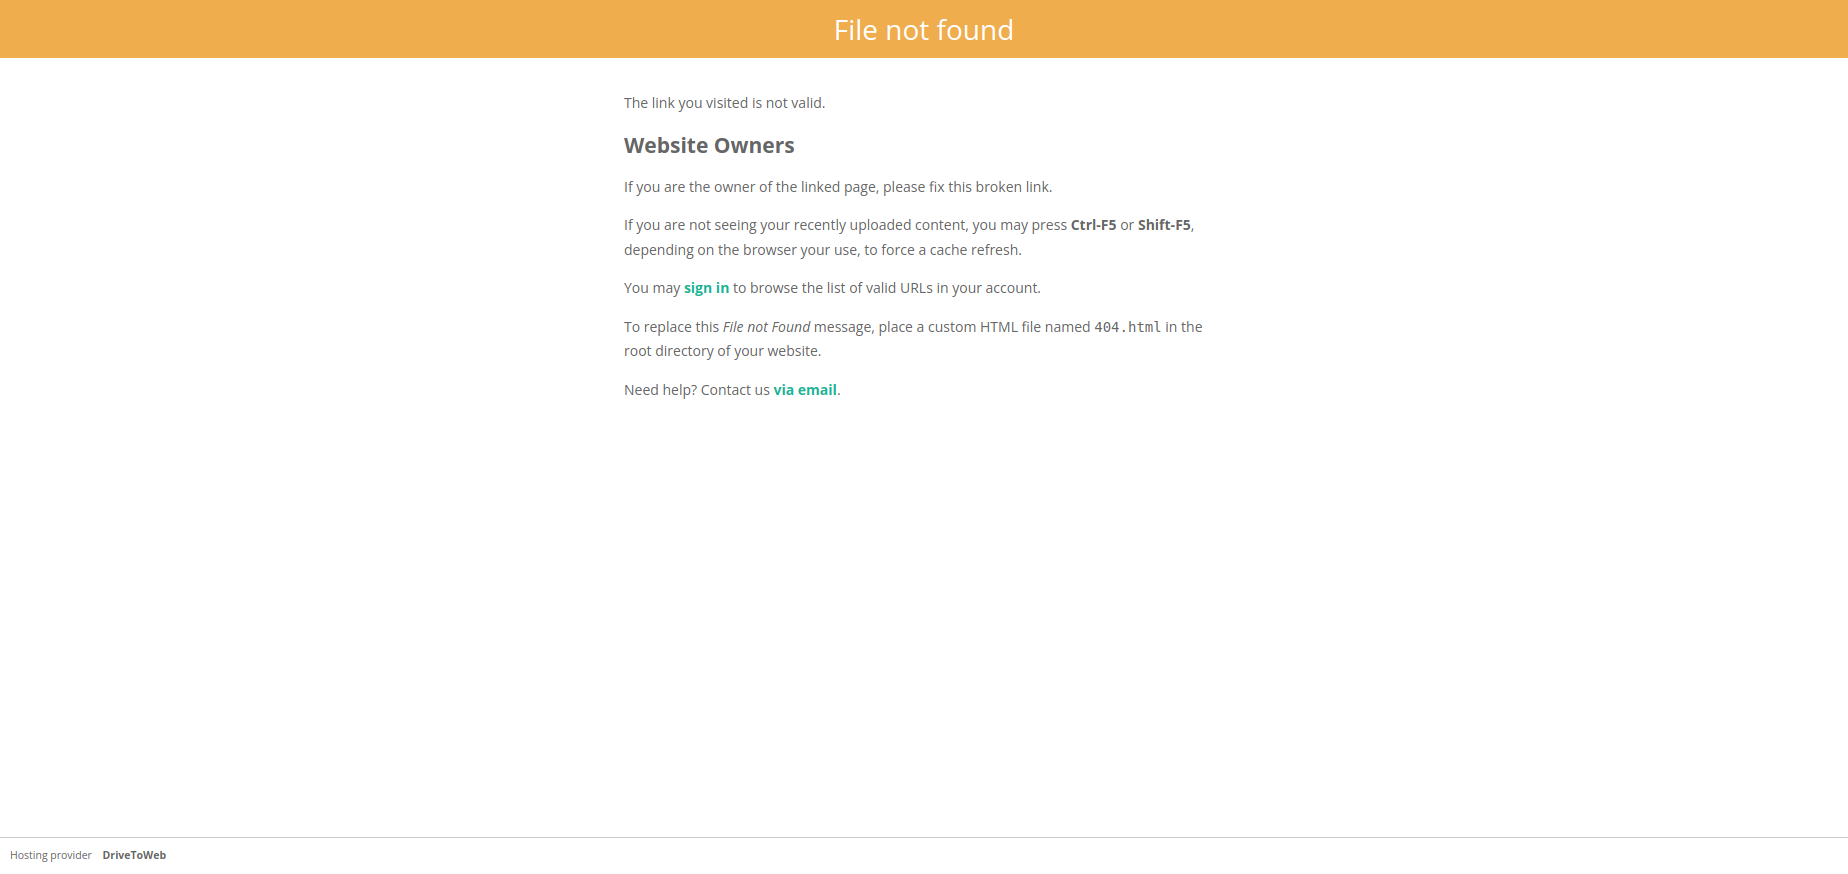 File not found
The link you visited is not valid.
Website Owners
If you are the owner of the linked page, please fix this broken link.
If you are not seeing your recently uploaded content, you may press Ctrl-F5 or Shift-F5,
depending on the browser your use, to force a cache refresh.
You may sign in to browse the list of valid URLs in your account.
To replace this File not Found message, place a custom HTML file named 404.html in the
root directory of your website.
Need help? Contact us via email.
Hosting provider DriveToWeb